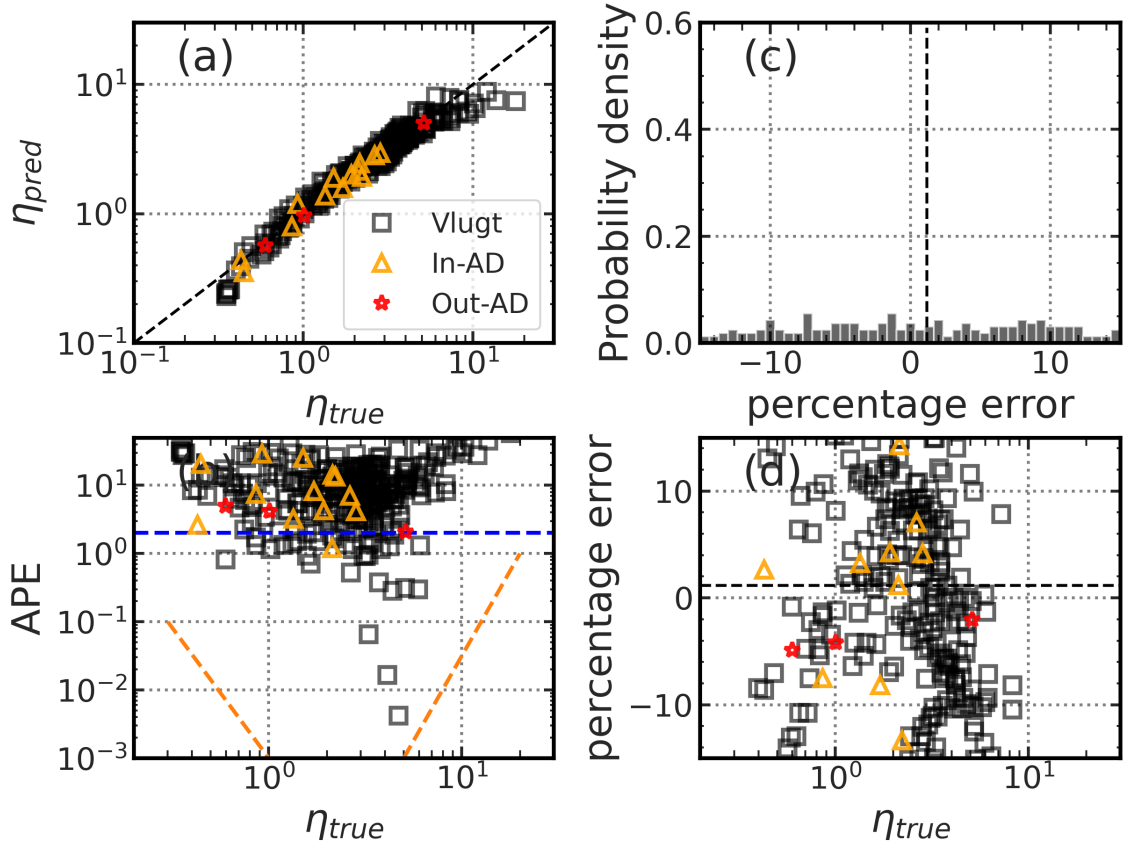 (a)
10^1
10^0
10^-1
η_pred
10^-1
10^0
10^1
η_true
Vlugt
In-AD
Out-AD
(c)
0.6
0.4
0.2
0.0
Probability density
−10
0
10
percentage error
10^1
10^0
10^-1
10^-2
10^-3
APE
10^0
10^1
η_true
(d)
10
0
−10
percentage error
10^0
10^1
η_true